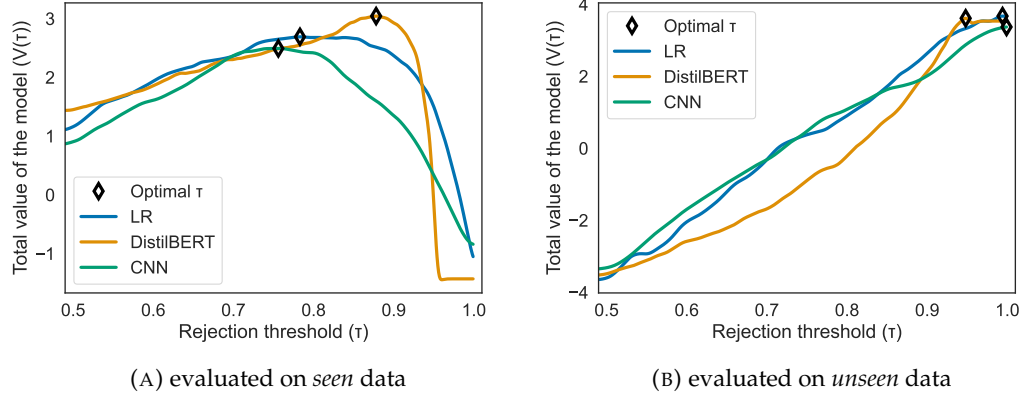 Total value of the model (V(τ))
3
2
1
0
−1
Optimal τ
LR
DistilBERT
CNN
0.5 0.6 0.7 0.8 0.9 1.0
Rejection threshold (τ)
(A) evaluated on seen data
Total value of the model (V(τ))
4
2
0
−2
−4
Optimal τ
LR
DistilBERT
CNN
0.5 0.6 0.7 0.8 0.9 1.0
Rejection threshold (τ)
(B) evaluated on unseen data